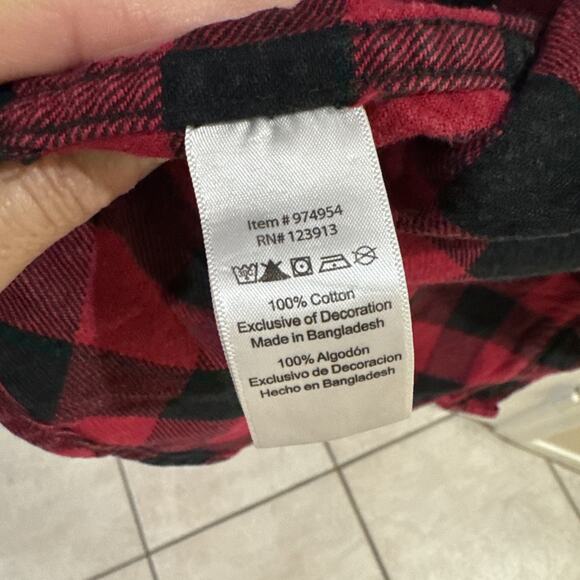 Item # 974954
RN# 123913
100% Cotton
Exclusive of Decoration
Made in Bangladesh
100% Algodón
Exclusivo de Decoracion
Hecho en Bangladesh